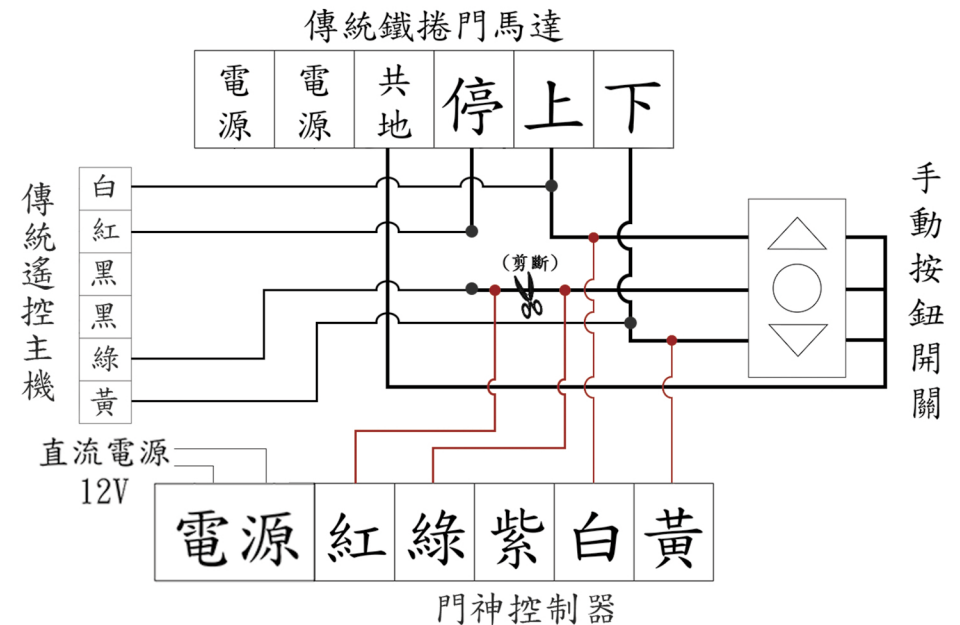 傳統鐵捲門馬達
電源
電源
共地
停
上
下
傳統遙控主機
白
紅
黑
黑
綠
黃
(剪斷)
手動按鈕開關
直流電源
12V
電源
紅
綠
紫
白
黃
門神控制器